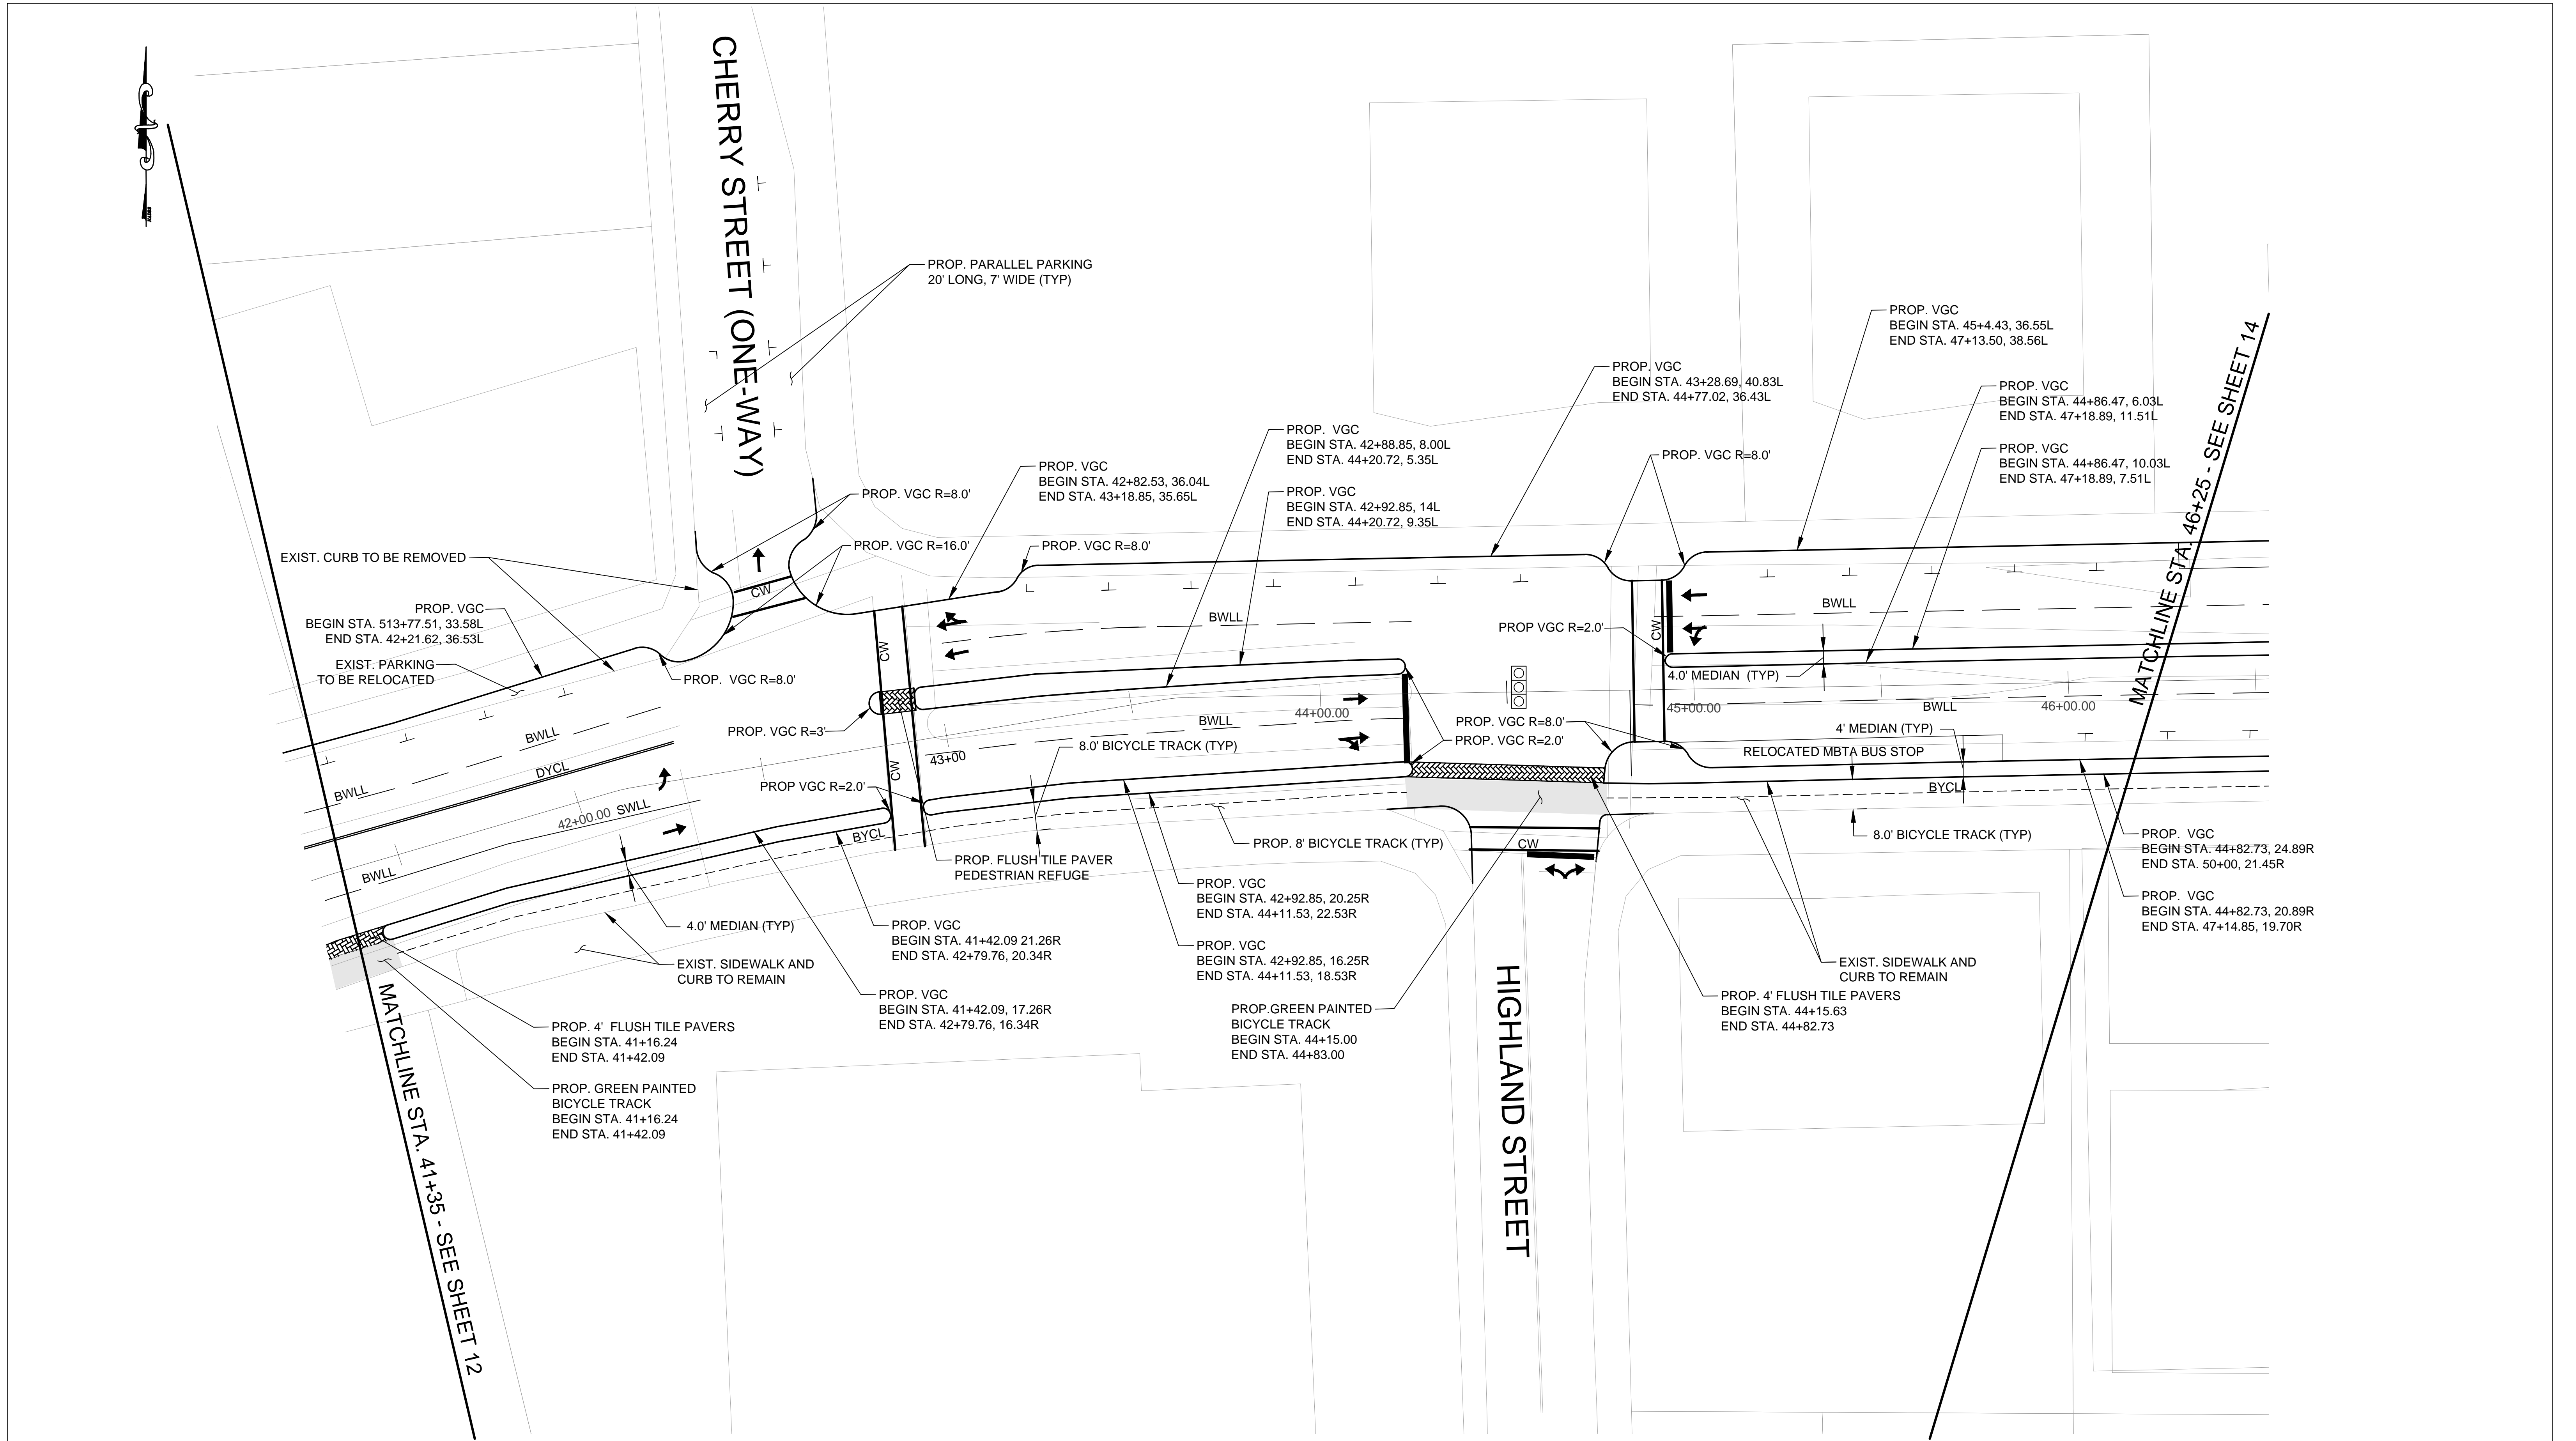 CHERRY STREET (ONE-WAY)
PROP. PARALLEL PARKING
20' LONG, 7' WIDE (TYP)
PROP. VGC
BEGIN STA. 45+4.43, 36.55L
END STA. 47+13.50, 38.56L
PROP. VGC
BEGIN STA. 43+28.69, 40.83L
END STA. 44+77.02, 36.43L
PROP. VGC
BEGIN STA. 44+86.47, 6.03L
END STA. 47+18.89, 11.51L
PROP. VGC
BEGIN STA. 44+86.47, 10.03L
END STA. 47+18.89, 7.51L
MATCHLINE STA. 46+25 - SEE SHEET 14
PROP. VGC
BEGIN STA. 42+88.85, 8.00L
END STA. 44+20.72, 5.35L
PROP. VGC
BEGIN STA. 42+92.85, 14L
END STA. 44+20.72, 9.35L
PROP. VGC
BEGIN STA. 42+82.53, 36.04L
END STA. 43+18.85, 35.65L
PROP. VGC R=8.0'
PROP. VGC R=8.0'
PROP. VGC R=16.0'
PROP. VGC R=8.0'
EXIST. CURB TO BE REMOVED
CW
PROP. VGC
BEGIN STA. 513+77.51, 33.58L
END STA. 42+21.62, 36.53L
EXIST. PARKING
TO BE RELOCATED
PROP. VGC R=8.0'
BWLL
BWLL
PROP VGC R=2.0'
CW
CW
4.0' MEDIAN (TYP)
PROP. VGC R=3'
BWLL
BWLL
DYCL
BWLL
44+00.00
45+00.00
BWLL
46+00.00
PROP. VGC R=8.0'
PROP. VGC R=2.0'
4' MEDIAN (TYP)
RELOCATED MBTA BUS STOP
8.0' BICYCLE TRACK (TYP)
43+00
CW
PROP VGC R=2.0'
BYCL
42+00.00 SWLL
BWLL
BYCL
8.0' BICYCLE TRACK (TYP)
PROP. 8' BICYCLE TRACK (TYP)
CW
PROP. FLUSH TILE PAVER
PEDESTRIAN REFUGE
PROP. VGC
BEGIN STA. 44+82.73, 24.89R
END STA. 50+00, 21.45R
PROP. VGC
BEGIN STA. 44+82.73, 20.89R
END STA. 47+14.85, 19.70R
PROP. VGC
BEGIN STA. 42+92.85, 20.25R
END STA. 44+11.53, 22.53R
PROP. VGC
BEGIN STA. 42+92.85, 16.25R
END STA. 44+11.53, 18.53R
4.0' MEDIAN (TYP)
PROP. VGC
BEGIN STA. 41+42.09 21.26R
END STA. 42+79.76, 20.34R
EXIST. SIDEWALK AND
CURB TO REMAIN
EXIST. SIDEWALK AND
CURB TO REMAIN
PROP. VGC
BEGIN STA. 41+42.09, 17.26R
END STA. 42+79.76, 16.34R
PROP. 4' FLUSH TILE PAVERS
BEGIN STA. 44+15.63
END STA. 44+82.73
PROP.GREEN PAINTED
BICYCLE TRACK
BEGIN STA. 44+15.00
END STA. 44+83.00
HIGHLAND STREET
PROP. 4' FLUSH TILE PAVERS
BEGIN STA. 41+16.24
END STA. 41+42.09
PROP. GREEN PAINTED
BICYCLE TRACK
BEGIN STA. 41+16.24
END STA. 41+42.09
MATCHLINE STA. 41+35 - SEE SHEET 12